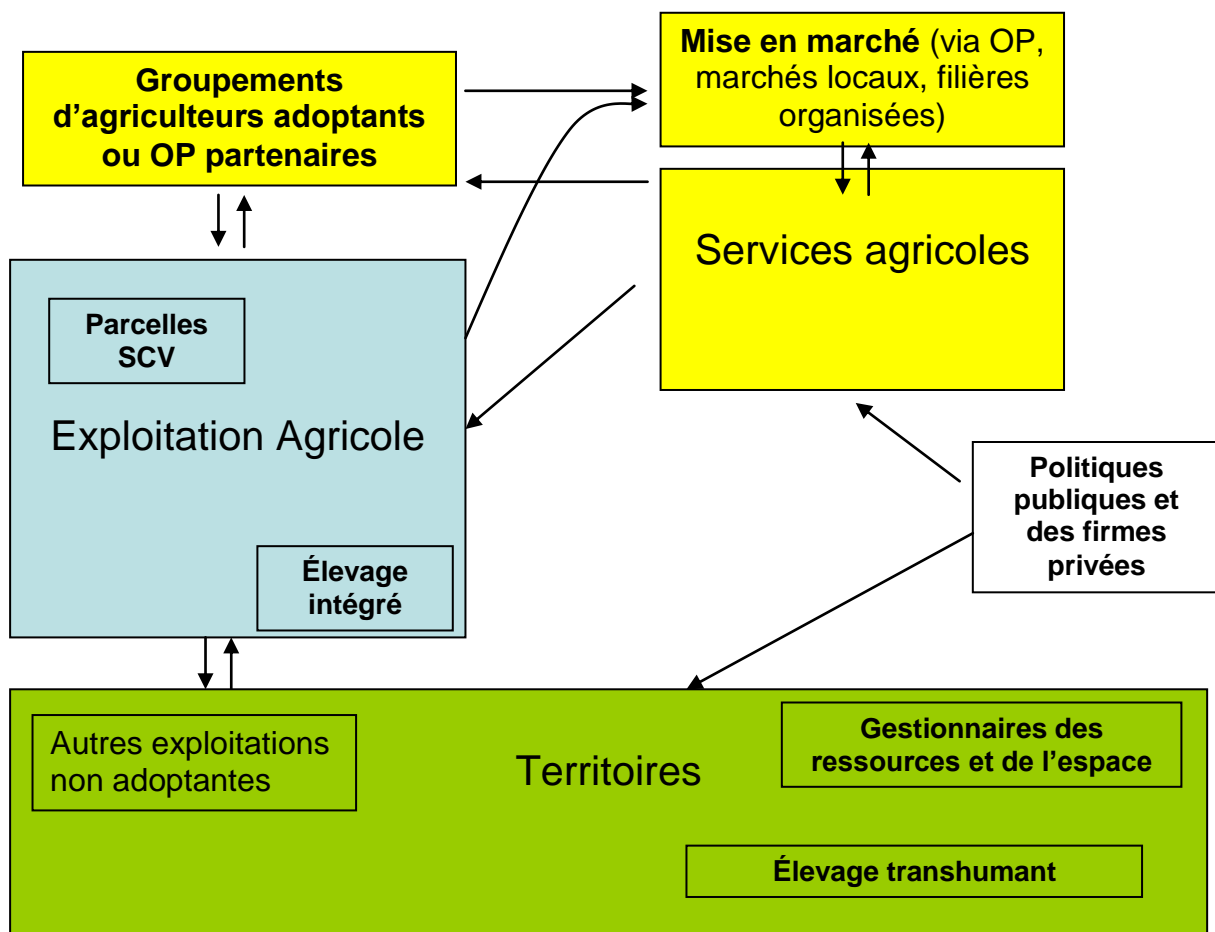 Groupements
d’agriculteurs adoptants
ou OP partenaires
Mise en marché (via OP,
marchés locaux, filières
organisées)
Services agricoles
Parcelles
SCV
Exploitation Agricole
Élevage
intégré
Politiques
publiques et
des firmes
privées
Autres exploitations
non adoptantes
Territoires
Gestionnaires des
ressources et de l’espace
Élevage transhumant